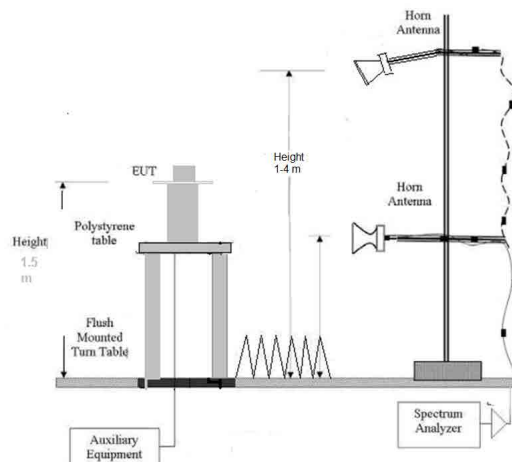 Horn
Antenna
EUT
Height
1-4 m
Horn
Antenna
Polystyrene
table
Height
1.5
m
Flush
Mounted
Turn Table
Auxiliary
Equipment
Spectrum
Analyzer